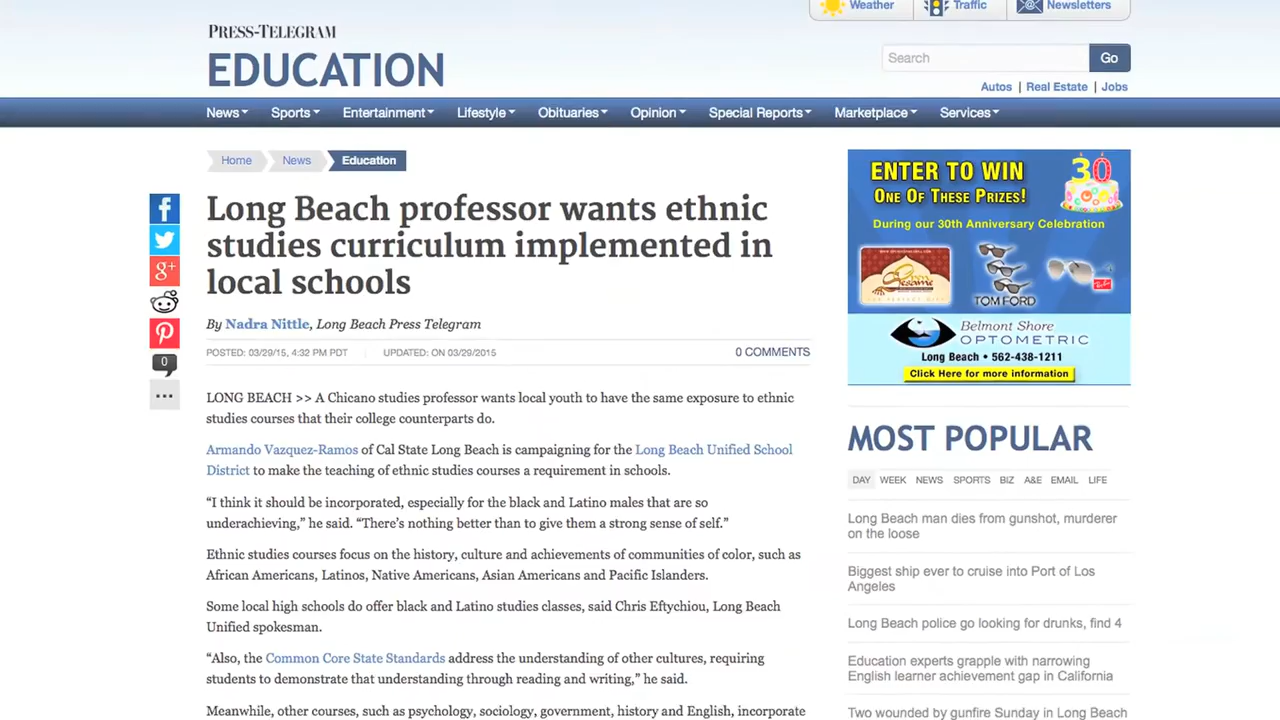 Weather
Traffic
Newsletters
PRESS-TELEGRAM
EDUCATION
Search
Go
Autos | Real Estate | Jobs
News Sports Entertainment Lifestyle Obituaries Opinion Special Reports Marketplace Services
Home News Education
Long Beach professor wants ethnic
studies curriculum implemented in
local schools
By Nadra Nittle, Long Beach Press Telegram
POSTED: 03/29/15, 4:32 PM PDT | UPDATED: ON 03/29/2015
0 COMMENTS
0
LONG BEACH >> A Chicano studies professor wants local youth to have the same exposure to ethnic
studies courses that their college counterparts do.
Armando Vazquez-Ramos of Cal State Long Beach is campaigning for the Long Beach Unified School
District to make the teaching of ethnic studies courses a requirement in schools.
“I think it should be incorporated, especially for the black and Latino males that are so
underachieving,” he said. “There’s nothing better than to give them a strong sense of self.”
Ethnic studies courses focus on the history, culture and achievements of communities of color, such as
African Americans, Latinos, Native Americans, Asian Americans and Pacific Islanders.
Some local high schools do offer black and Latino studies classes, said Chris Eftychiou, Long Beach
Unified spokesman.
“Also, the Common Core State Standards address the understanding of other cultures, requiring
students to demonstrate that understanding through reading and writing,” he said.
Meanwhile, other courses, such as psychology, sociology, government, history and English, incorporate
ENTER TO WIN
ONE OF THESE PRIZES!
30
During our 30th Anniversary Celebration
Open Sesame
TOM FORD
Ray-Ban
Belmont Shore
OPTOMETRIC
Long Beach • 562-438-1211
Click Here for more information
MOST POPULAR
DAY WEEK NEWS SPORTS BIZ A&E EMAIL LIFE
Long Beach man dies from gunshot, murderer
on the loose
Biggest ship ever to cruise into Port of Los
Angeles
Long Beach police go looking for drunks, find 4
Education experts grapple with narrowing
English learner achievement gap in California
Two wounded by gunfire Sunday in Long Beach